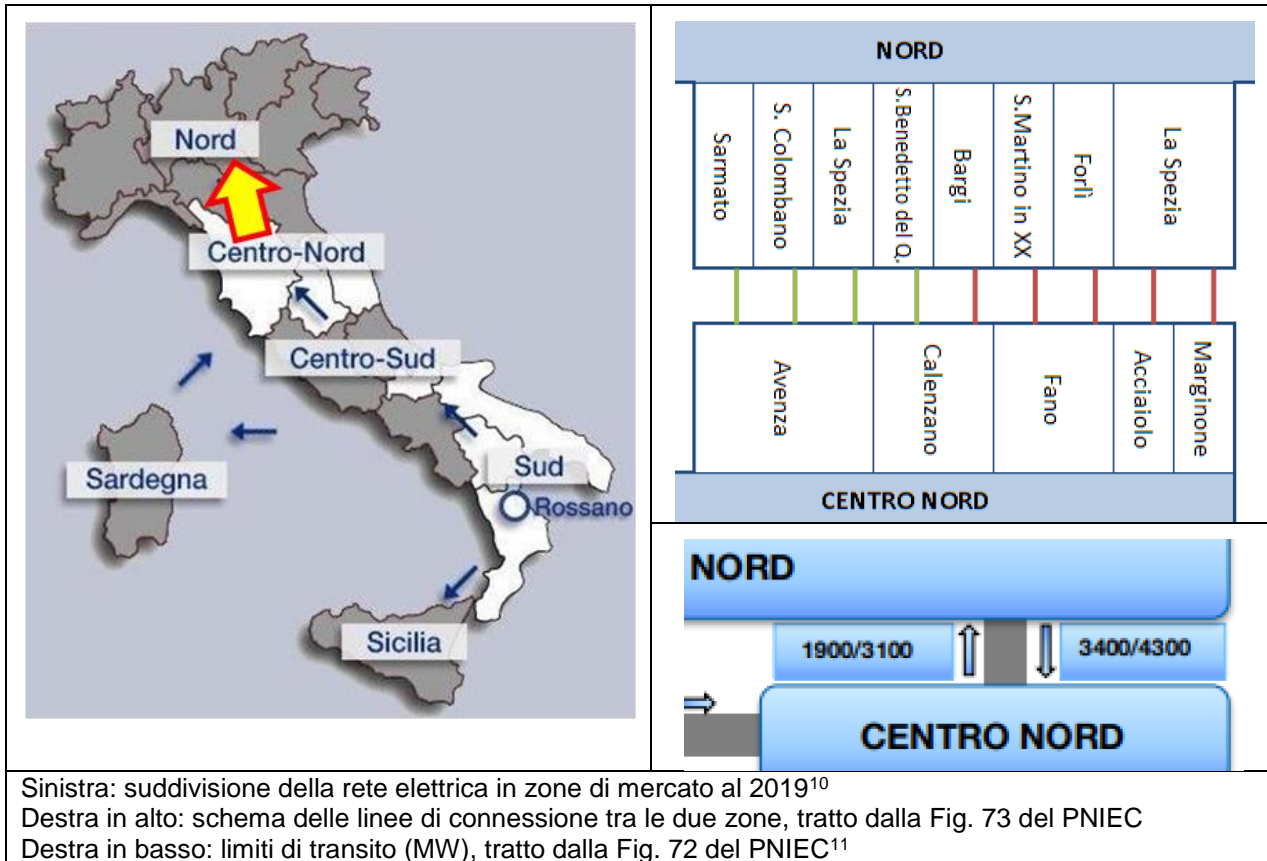 Nord
Centro-Nord
Centro-Sud
Sardegna
Sud
Rossano
Sicilia
NORD
Sarmato
S. Colombano
La Spezia
S.Benedetto del Q.
Bargi
S.Martino in XX
Forlì
La Spezia
Avenza
Calenzano
Fano
Acciaiolo
Marginone
CENTRO NORD
NORD
1900/3100
3400/4300
CENTRO NORD
Sinistra: suddivisione della rete elettrica in zone di mercato al 2019¹⁰
Destra in alto: schema delle linee di connessione tra le due zone, tratto dalla Fig. 73 del PNIEC
Destra in basso: limiti di transito (MW), tratto dalla Fig. 72 del PNIEC¹¹